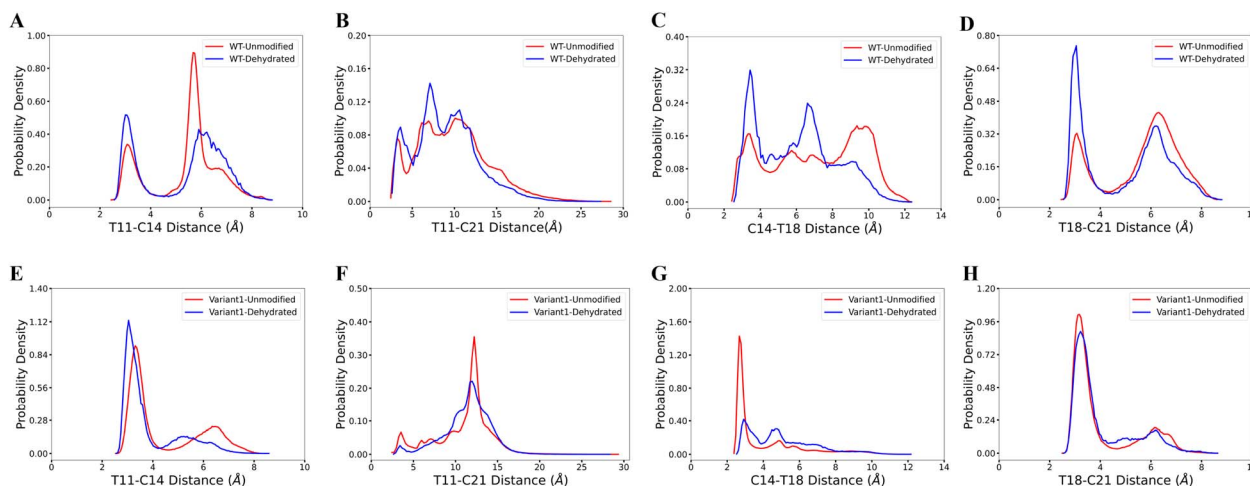 A
B
C
D
1.00
0.80
0.60
0.40
0.20
0.00
Probability Density
WT-Unmodified
WT-Dehydrated
0 2 4 6 8 10
T11-C14 Distance (Å)
0.20
0.16
0.12
0.08
0.04
0.00
Probability Density
WT-Unmodified
WT-Dehydrated
0 5 10 15 20 25 30
T11-C21 Distance(Å)
0.40
0.32
0.24
0.16
0.08
0.00
Probability Density
WT-Unmodified
WT-Dehydrated
0 2 4 6 8 10 12 14
C14-T18 Distance (Å)
0.80
0.64
0.48
0.32
0.16
0.00
Probability Density
WT-Unmodified
WT-Dehydrated
0 2 4 6 8
T18-C21 Distance (Å)
E
F
G
H
1.40
1.12
0.84
0.56
0.28
0.00
Probability Density
Variant1-Unmodified
Variant1-Dehydrated
0 2 4 6 8 10
T11-C14 Distance (Å)
0.50
0.40
0.30
0.20
0.10
0.00
Probability Density
Variant1-Unmodified
Variant1-Dehydrated
0 5 10 15 20 25 30
T11-C21 Distance (Å)
2.00
1.60
1.20
0.80
0.40
0.00
Probability Density
Variant1-Unmodified
Variant1-Dehydrated
0 2 4 6 8 10 12 14
C14-T18 Distance (Å)
1.20
0.96
0.72
0.48
0.24
0.00
Probability Density
Variant1-Unmodified
Variant1-Dehydrated
0 2 4 6 8
T18-C21 Distance (Å)